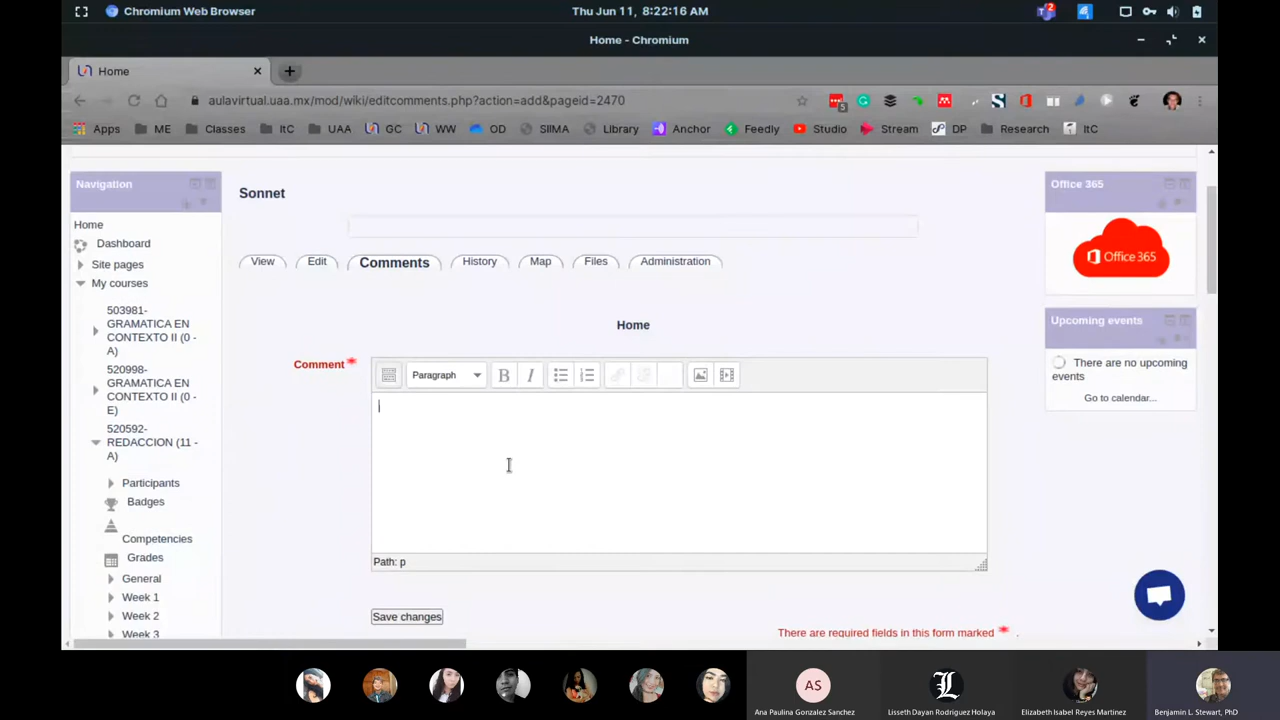 Chromium Web Browser
Thu Jun 11, 8:22:16 AM
2
Home - Chromium
Home
aulavirtual.uaa.mx/mod/wiki/editcomments.php?action=add&pageid=2470
5
Apps
ME
Classes
ItC
UAA
GC
WW
OD
SIIMA
Library
Anchor
Feedly
Studio
Stream
DP
Research
ItC
Navigation
Home
Dashboard
Site pages
My courses
503981-
GRAMATICA EN
CONTEXTO II (0 -
A)
520998-
GRAMATICA EN
CONTEXTO II (0 -
E)
520592-
REDACCION (11 -
A)
Participants
Badges
Competencies
Grades
General
Week 1
Week 2
Week 3
Sonnet
View
Edit
Comments
History
Map
Files
Administration
Home
Comment
Paragraph
B
I
Path: p
Save changes
There are required fields in this form marked * .
Office 365
Office 365
Upcoming events
There are no upcoming
events
Go to calendar...
AS
Ana Paulina Gonzalez Sanchez
L
Lisseth Dayan Rodriguez Holaya
Elizabeth Isabel Reyes Martinez
Benjamin L. Stewart, PhD